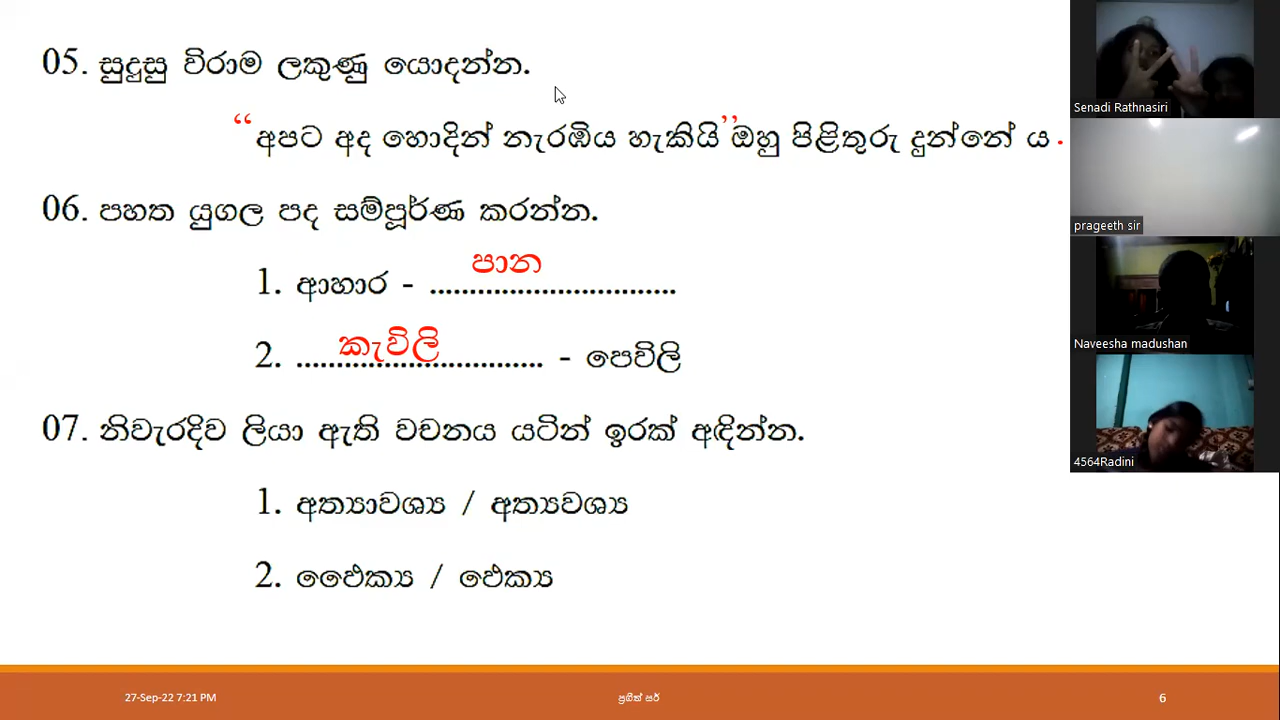 05. සුදුසු විරාම ලකුණු යොදන්න.
“අපට අද හොදින් නැරඹිය හැකියි”ඔහු පිළිතුරු දුන්නේ ය.
06. පහත යුගල පද සම්පූර්ණ කරන්න.
1. ආහාර - පාන ...............................
2. කැවිලි ............................... - පෙවිලි
07. නිවැරදිව ලියා ඇති වචනය යටින් ඉරක් අඳින්න.
1. අත්‍යාවශ්‍ය / අත්‍යවශ්‍ය
2. ඓක්‍ය / ඵෙක්‍ය
27-Sep-22 7:21 PM
ප්‍රගිත් සර්
6
Senadi Rathnasiri
prageeth sir
Naveesha madushan
4564Radini